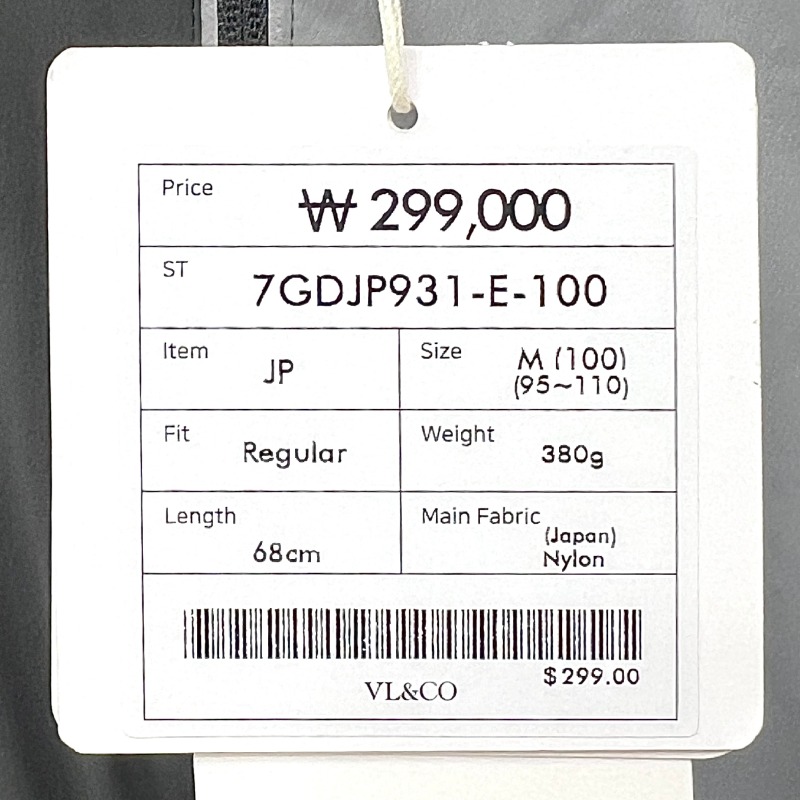 Price
₩ 299,000
ST
7GDJP931-E-100
Item
JP
Size
M (100)
(95~110)
Fit
Regular
Weight
380g
Length
68cm
Main Fabric
(Japan)
Nylon
$299.00
VL&CO